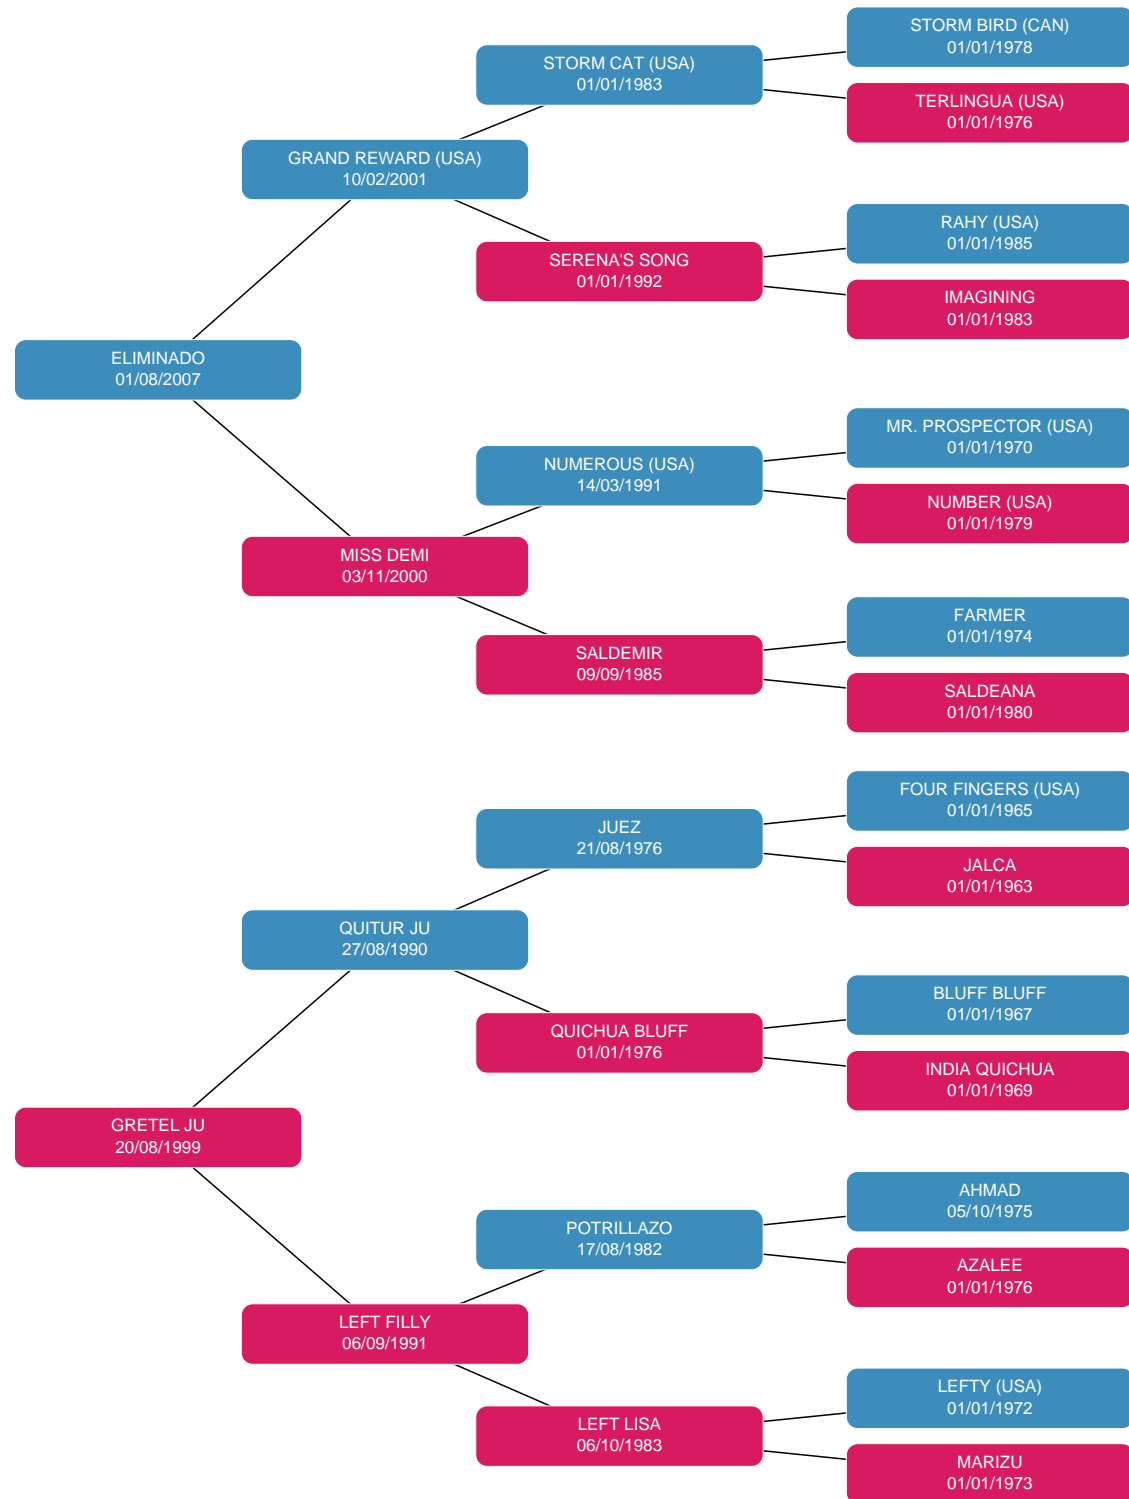 STORM BIRD (CAN)
01/01/1978
STORM CAT (USA)
01/01/1983
TERLINGUA (USA)
01/01/1976
GRAND REWARD (USA)
10/02/2001
RAHY (USA)
01/01/1985
SERENA'S SONG
01/01/1992
IMAGINING
01/01/1983
ELIMINADO
01/08/2007
MR. PROSPECTOR (USA)
01/01/1970
NUMEROUS (USA)
14/03/1991
NUMBER (USA)
01/01/1979
MISS DEMI
03/11/2000
FARMER
01/01/1974
SALDEMIR
09/09/1985
SALDEANA
01/01/1980
FOUR FINGERS (USA)
01/01/1965
JUEZ
21/08/1976
JALCA
01/01/1963
QUITUR JU
27/08/1990
BLUFF BLUFF
01/01/1967
QUICHUA BLUFF
01/01/1976
INDIA QUICHUA
01/01/1969
GRETEL JU
20/08/1999
AHMAD
05/10/1975
POTRILLAZO
17/08/1982
AZALEE
01/01/1976
LEFT FILLY
06/09/1991
LEFTY (USA)
01/01/1972
LEFT LISA
06/10/1983
MARIZU
01/01/1973